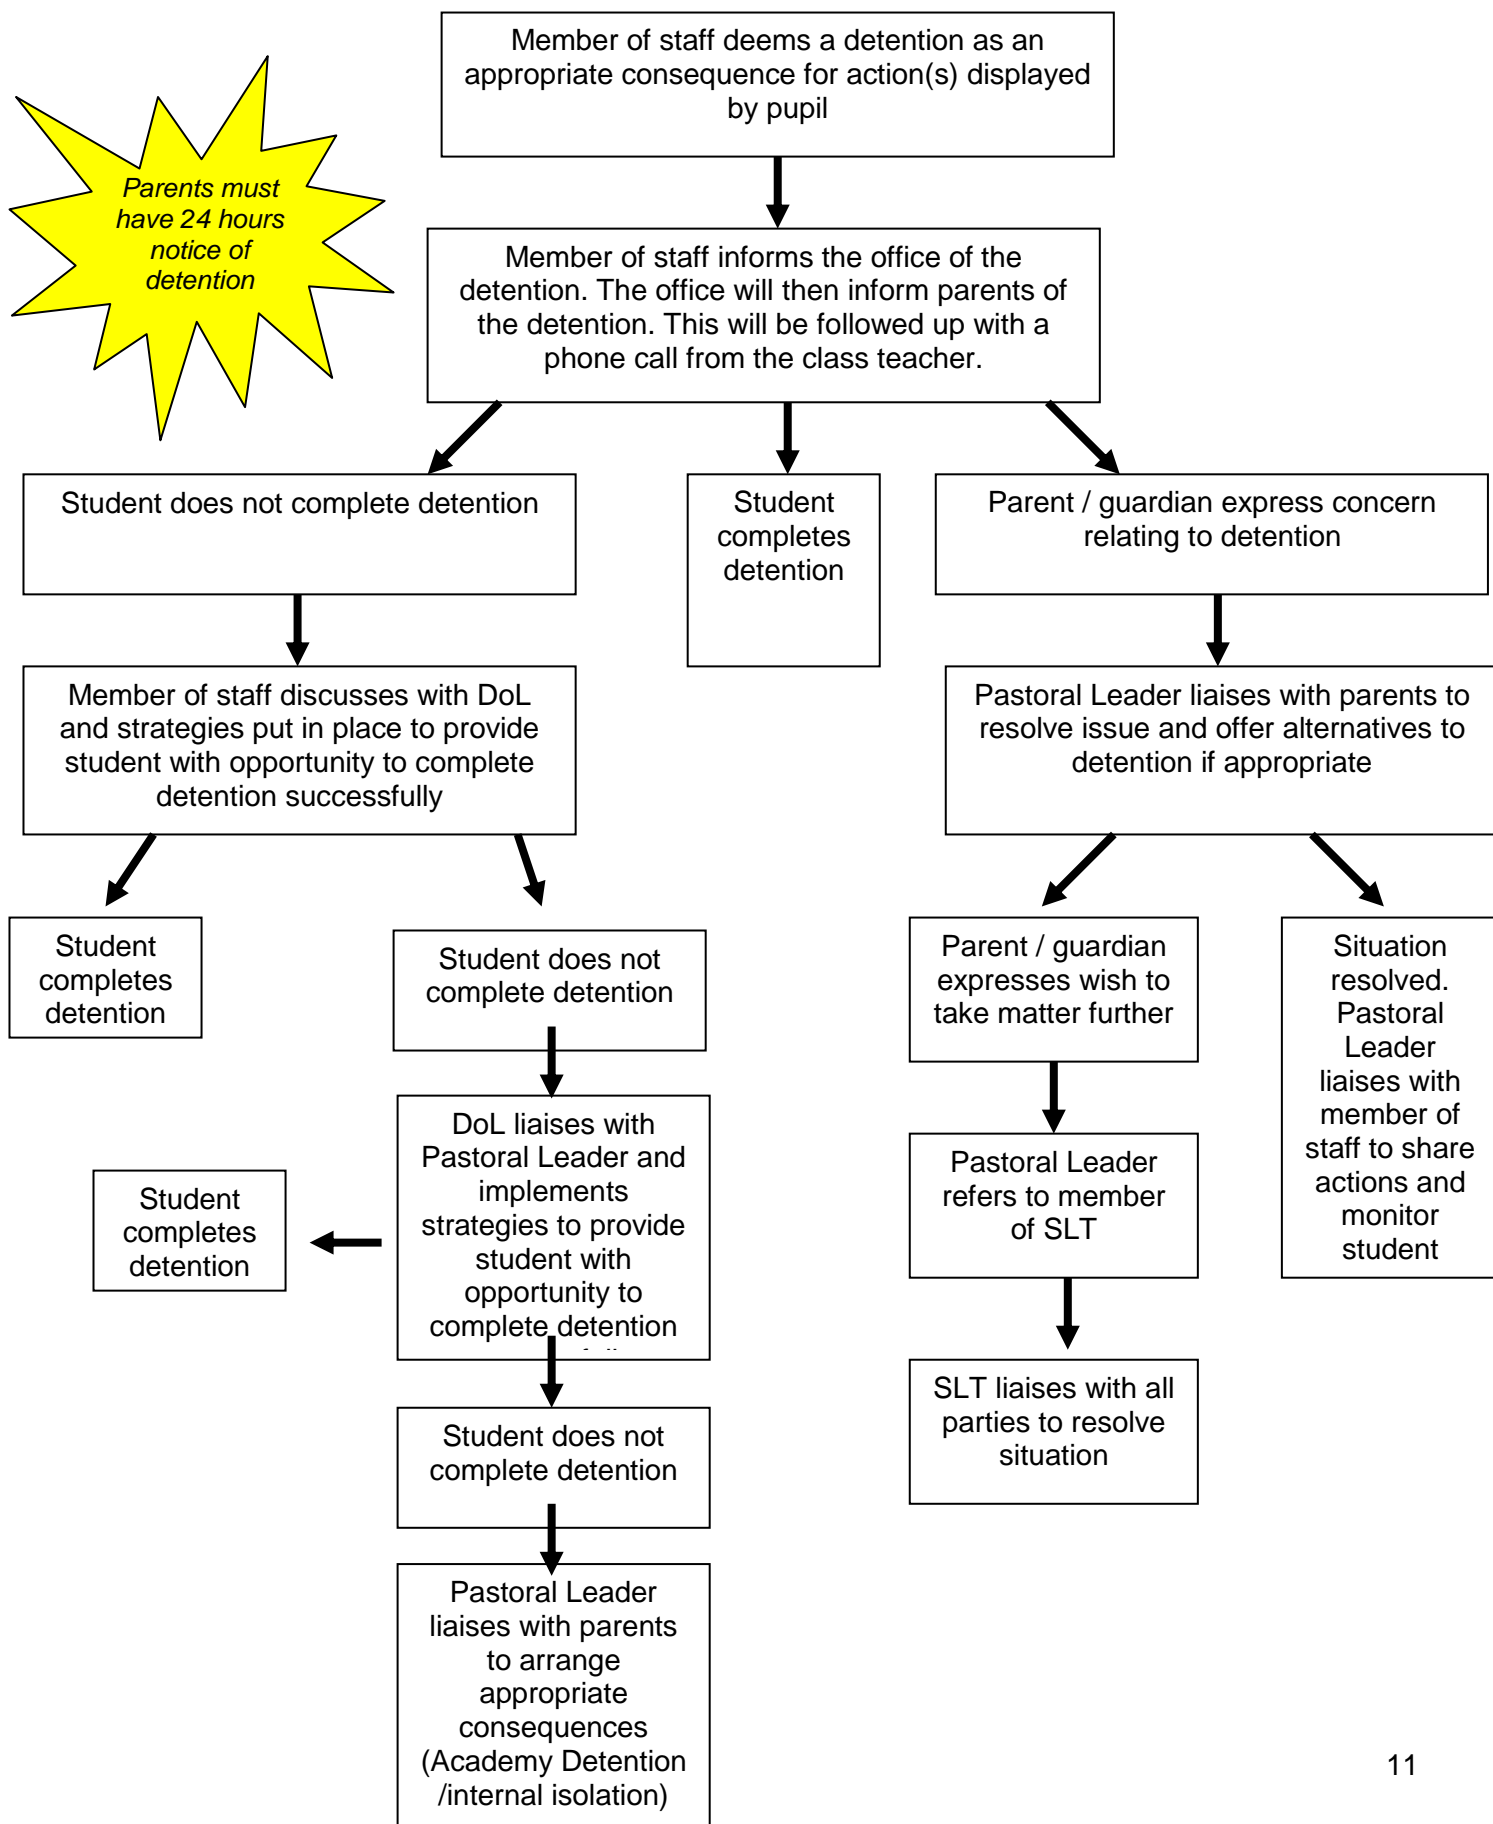 Member of staff deems a detention as an
appropriate consequence for action(s) displayed
by pupil
Parents must
have 24 hours
notice of
detention
Member of staff informs the office of the
detention. The office will then inform parents of
the detention. This will be followed up with a
phone call from the class teacher.
Student does not complete detention
Student
completes
detention
Parent / guardian express concern
relating to detention
Member of staff discusses with DoL
and strategies put in place to provide
student with opportunity to complete
detention successfully
Pastoral Leader liaises with parents to
resolve issue and offer alternatives to
detention if appropriate
Student
completes
detention
Student does not
complete detention
Parent / guardian
expresses wish to
take matter further
Situation
resolved.
Pastoral
Leader
liaises with
member of
staff to share
actions and
monitor
student
DoL liaises with
Pastoral Leader and
implements
strategies to provide
student with
opportunity to
complete detention
Student
completes
detention
Pastoral Leader
refers to member
of SLT
SLT liaises with all
parties to resolve
situation
Student does not
complete detention
Pastoral Leader
liaises with parents
to arrange
appropriate
consequences
(Academy Detention
/internal isolation)
11